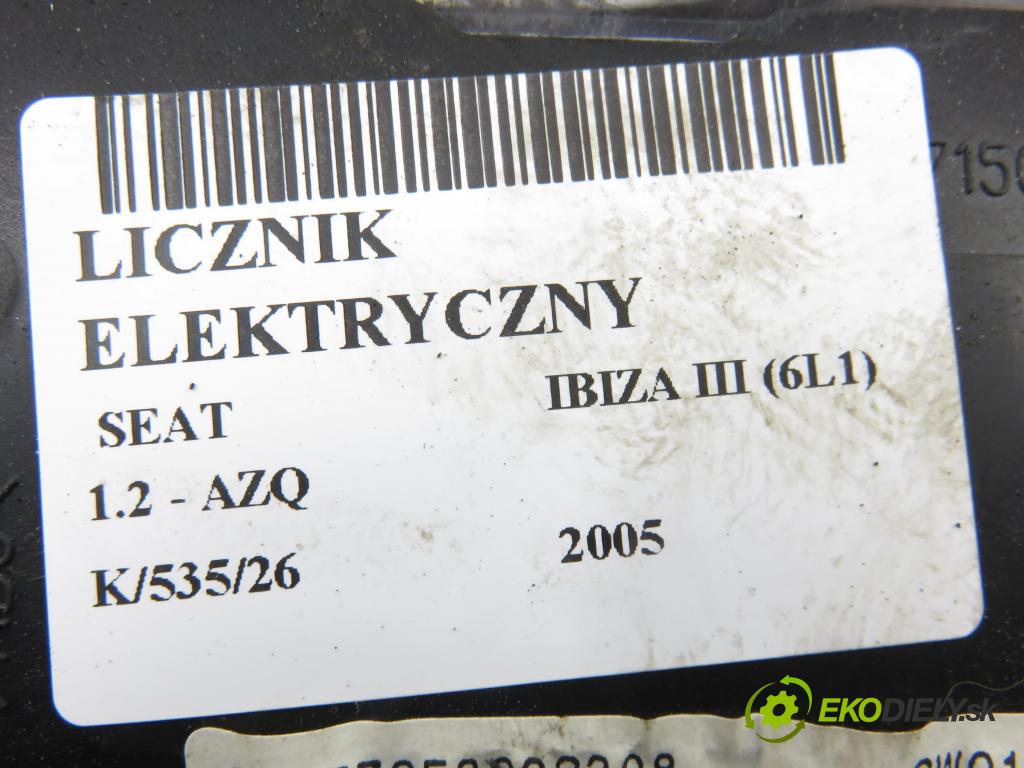 LICZNIK
ELEKTRYCZNY
SEAT IBIZA III (6L1)
1.2 - AZQ
K/535/26 2005
EKODIELY.sk